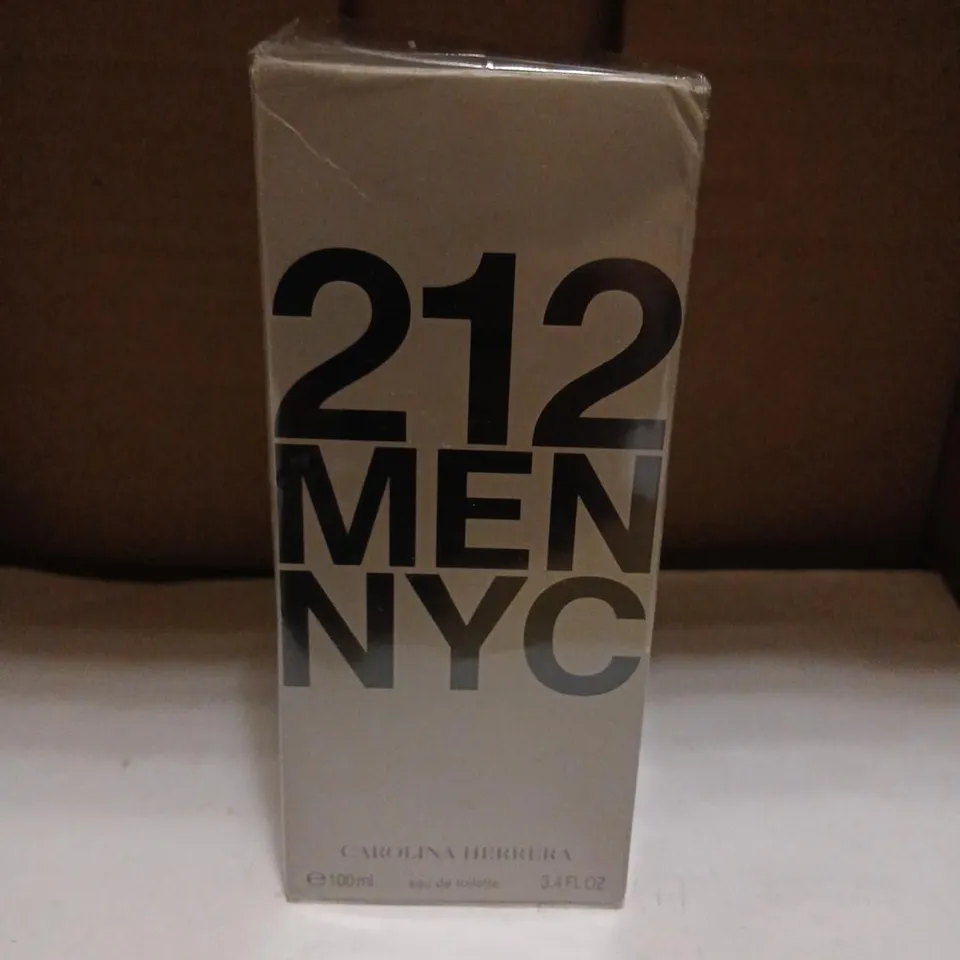 212
MEN
NYC
CAROLINA HERRERA
℮100ml eau de toilette 3.4 FL.OZ